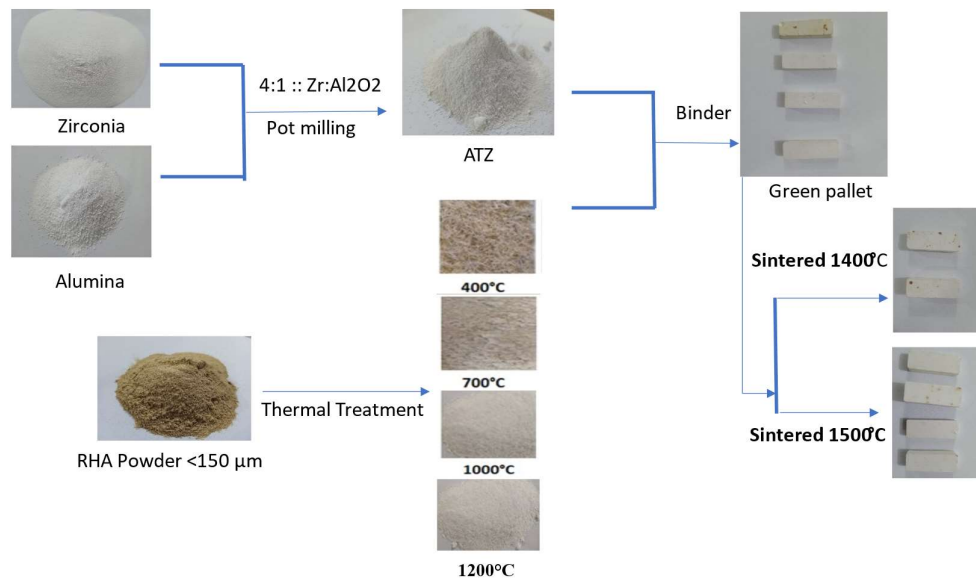 Zirconia
Alumina
4:1 :: Zr:Al2O2
Pot milling
ATZ
Binder
Green pallet
RHA Powder <150 µm
Thermal Treatment
400°C
700°C
1000°C
1200°C
Sintered 1400°C
Sintered 1500°C